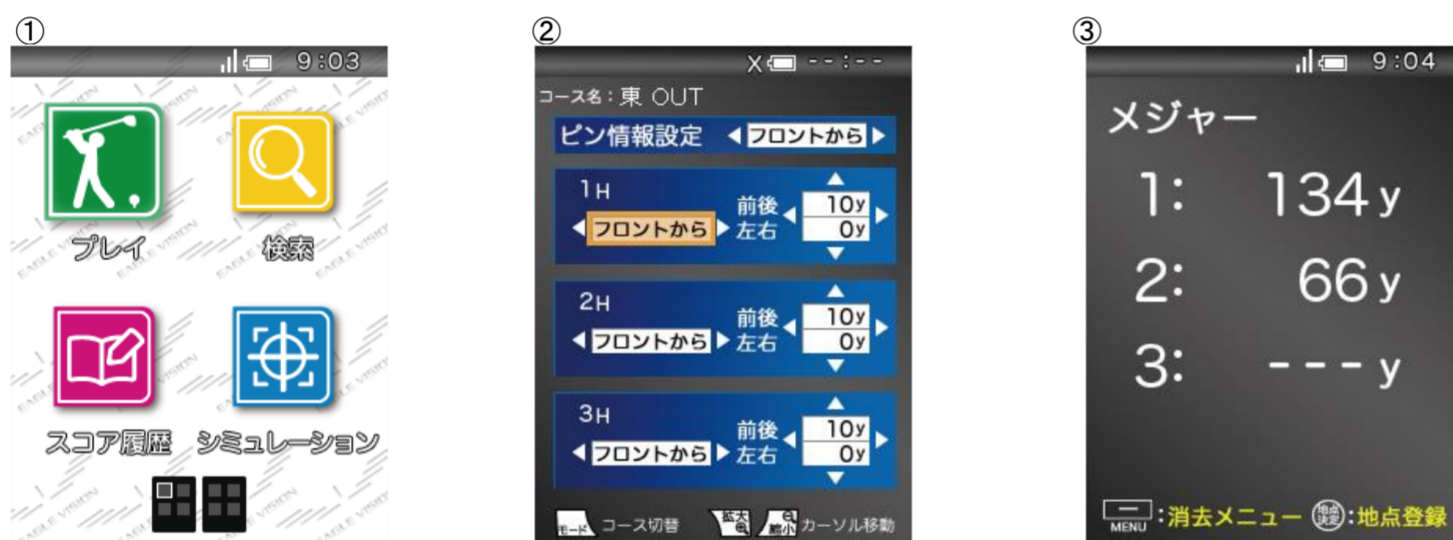 ①
9:03
プレイ
検索
スコア履歴
シミュレーション
EAGLE VISION
②
X --:--
コース名:東 OUT
ピン情報設定 ◀ フロントから ▶
1H
◀ フロントから ▶
前後
左右
10y
0y
2H
◀ フロントから ▶
前後
左右
10y
0y
3H
◀ フロントから ▶
前後
左右
10y
0y
モード コース切替 拡大 縮小 カーソル移動
③
9:04
メジャー
1: 134y
2: 66y
3: ---y
MENU :消去メニュー 地点決定 :地点登録